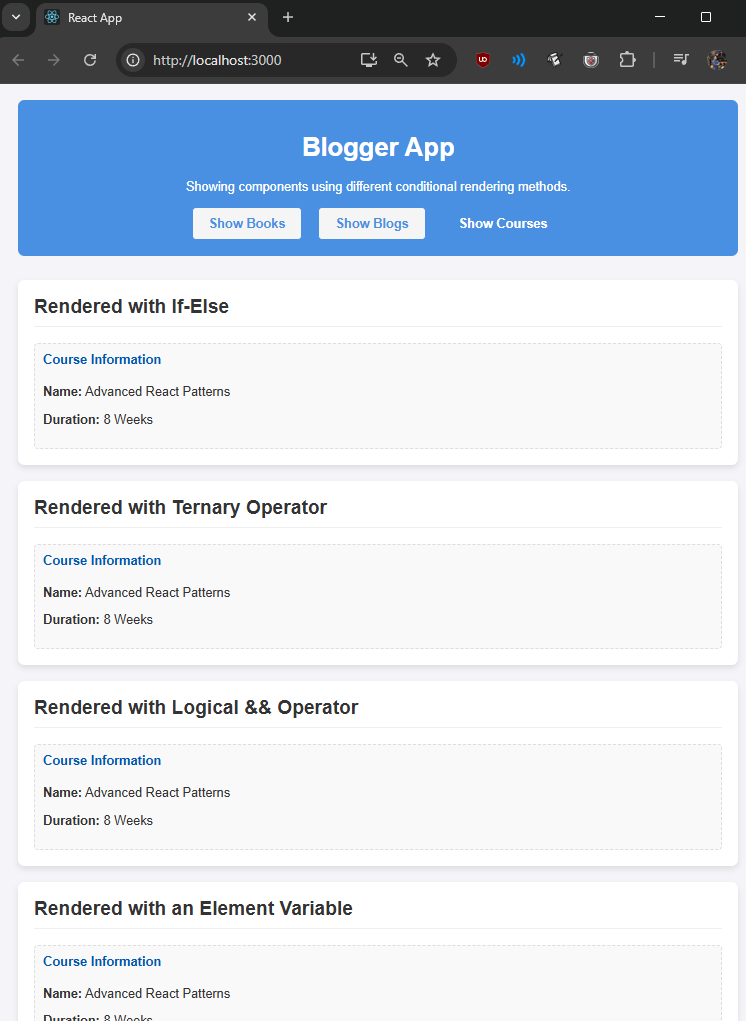 React App
http://localhost:3000
Blogger App
Showing components using different conditional rendering methods.
Show Books Show Blogs Show Courses
Rendered with If-Else
Course Information
Name: Advanced React Patterns
Duration: 8 Weeks
Rendered with Ternary Operator
Course Information
Name: Advanced React Patterns
Duration: 8 Weeks
Rendered with Logical && Operator
Course Information
Name: Advanced React Patterns
Duration: 8 Weeks
Rendered with an Element Variable
Course Information
Name: Advanced React Patterns
Duration: 8 Weeks